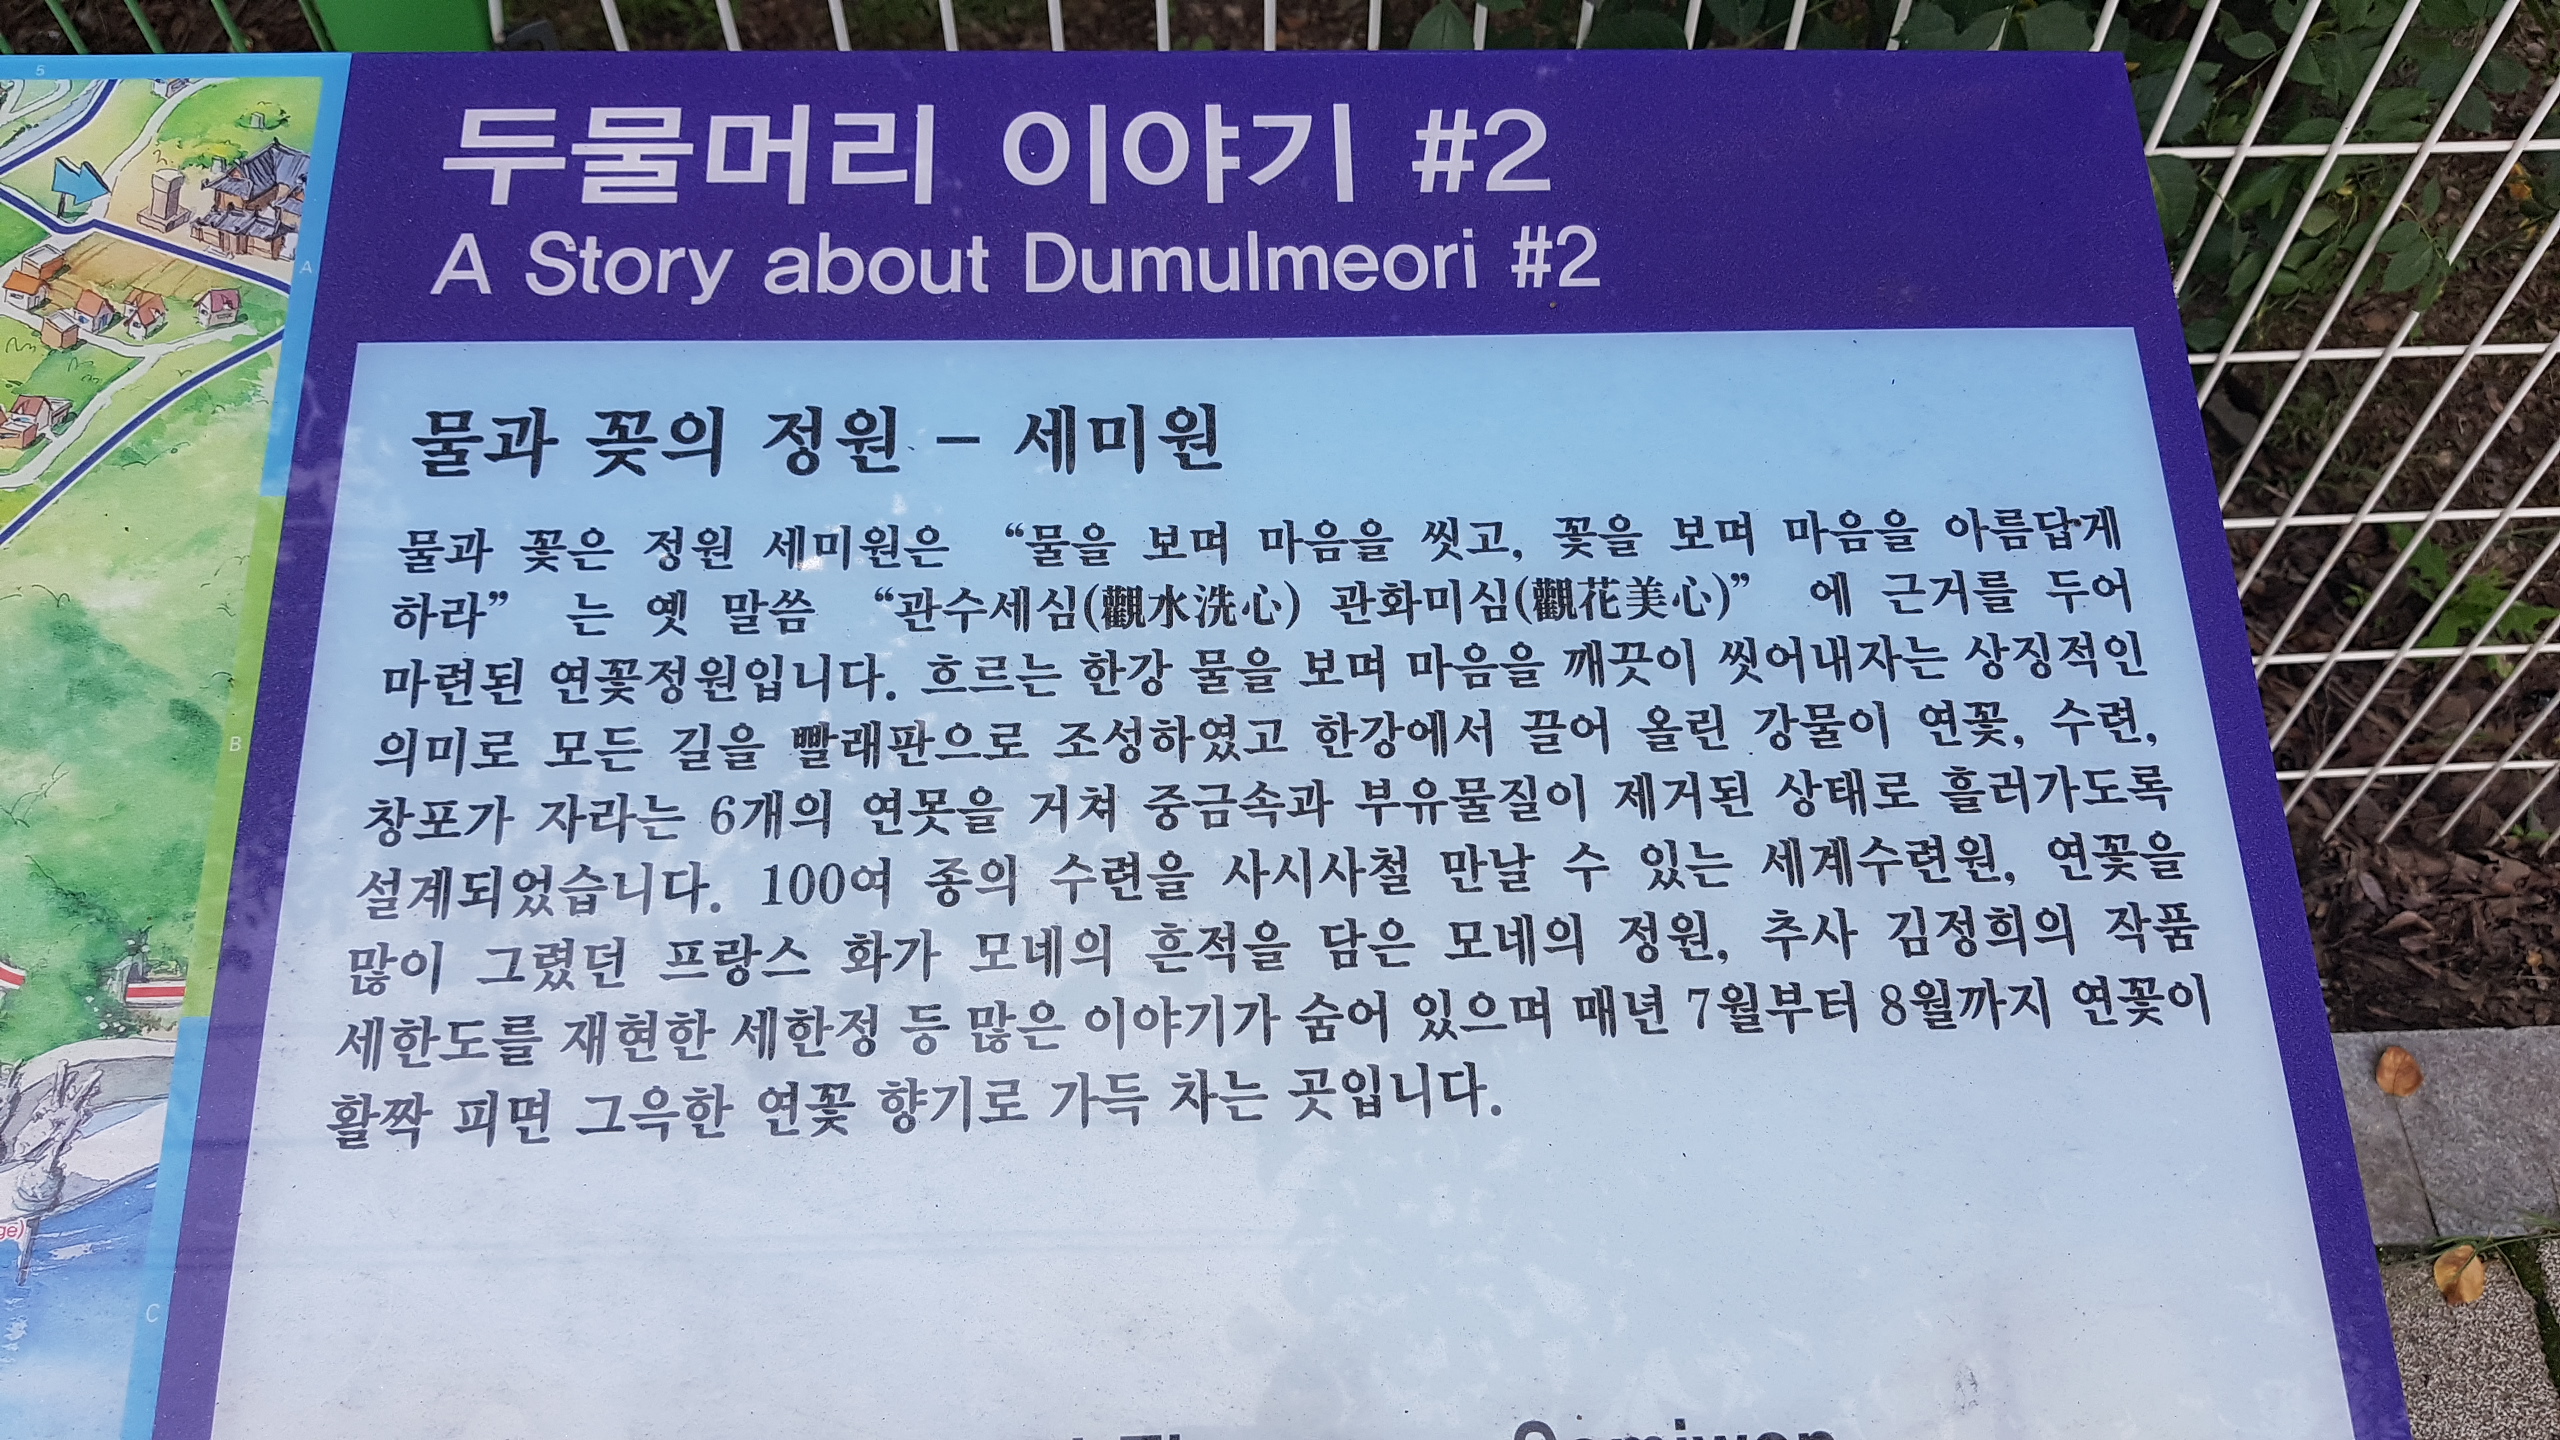 두물머리 이야기 #2
A Story about Dumulmeori #2
물과 꽃의 정원 – 세미원
물과 꽃은 정원 세미원은 “물을 보며 마음을 씻고, 꽃을 보며 마음을 아름답게
하라” 는 옛 말씀 “관수세심(觀水洗心) 관화미심(觀花美心)” 에 근거를 두어
마련된 연꽃정원입니다. 흐르는 한강 물을 보며 마음을 깨끗이 씻어내자는 상징적인
의미로 모든 길을 빨래판으로 조성하였고 한강에서 끌어 올린 강물이 연꽃, 수련,
창포가 자라는 6개의 연못을 거쳐 중금속과 부유물질이 제거된 상태로 흘러가도록
설계되었습니다. 100여 종의 수련을 사시사철 만날 수 있는 세계수련원, 연꽃을
많이 그렸던 프랑스 화가 모네의 흔적을 담은 모네의 정원, 추사 김정희의 작품
세한도를 재현한 세한정 등 많은 이야기가 숨어 있으며 매년 7월부터 8월까지 연꽃이
활짝 피면 그윽한 연꽃 향기로 가득 차는 곳입니다.
5
A
B
C